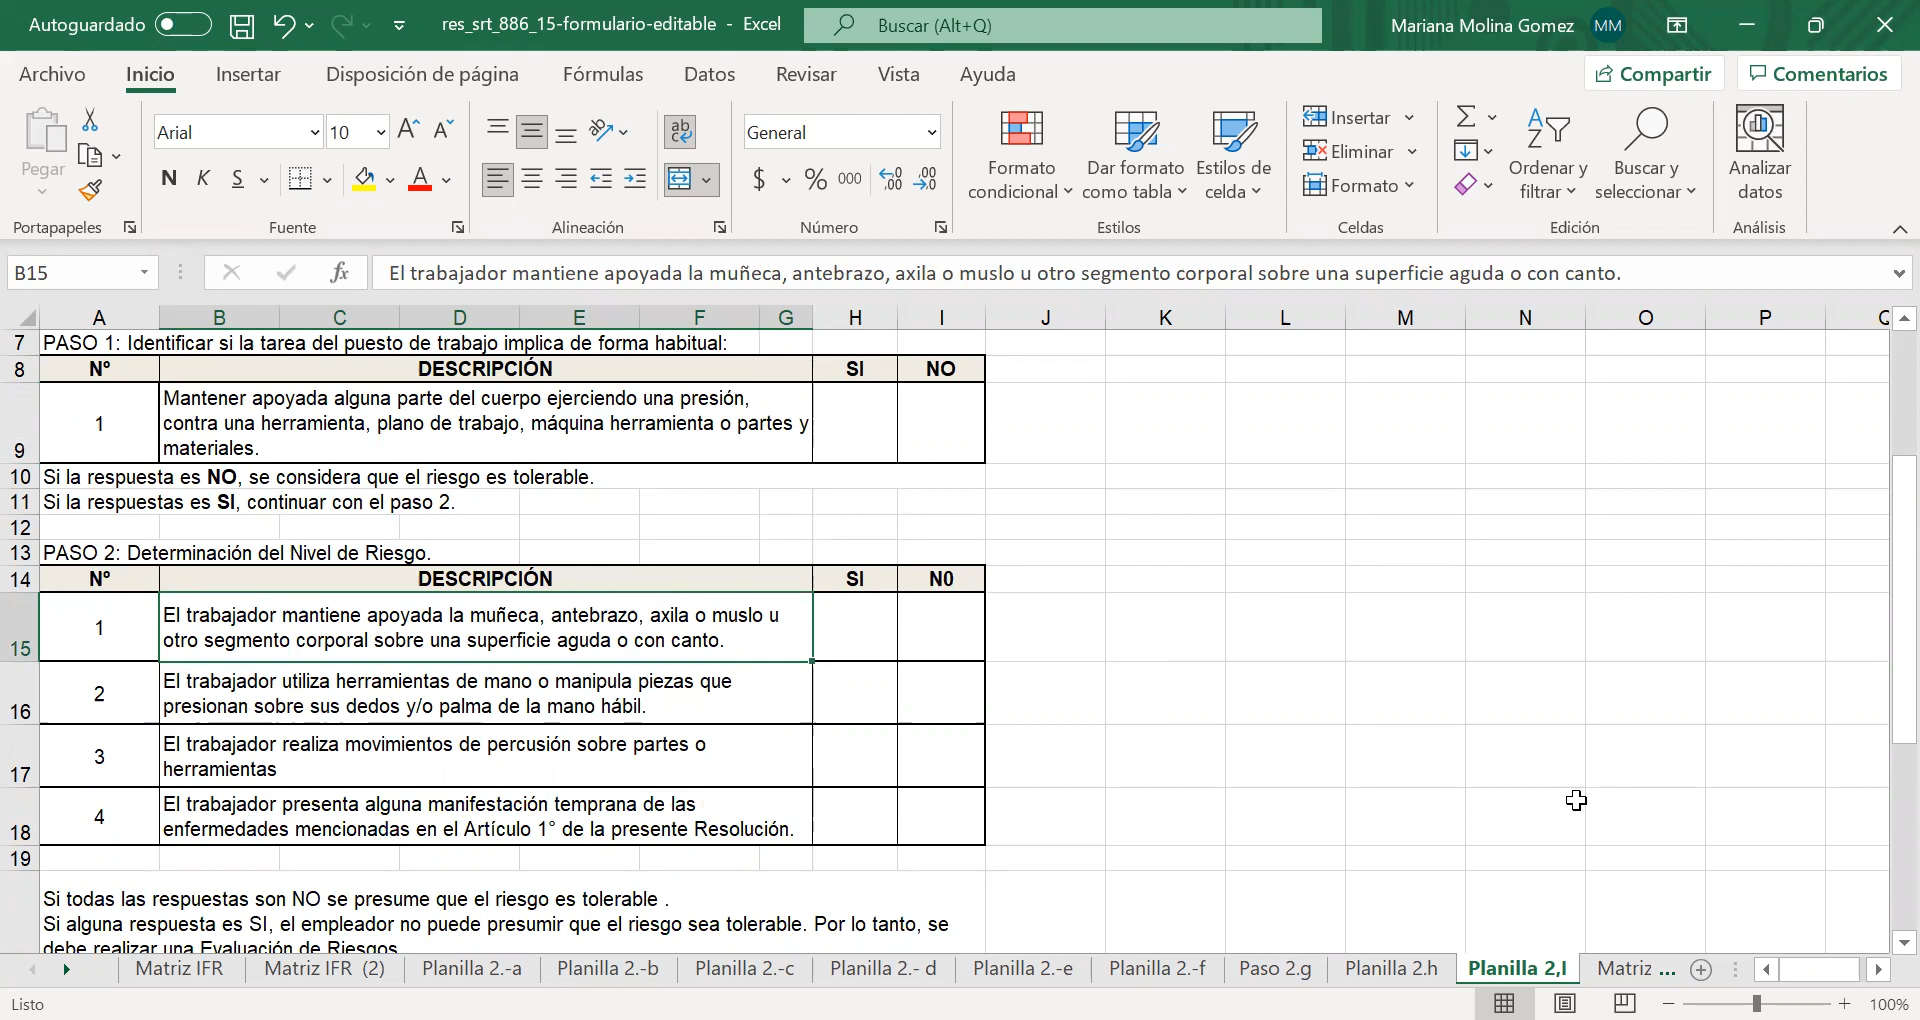 Autoguardado
res_srt_886_15-formulario-editable - Excel
Buscar (Alt+Q)
Mariana Molina Gomez
MM
Archivo Inicio Insertar Disposición de página Fórmulas Datos Revisar Vista Ayuda
Compartir
Comentarios
Pegar
Portapapeles
Arial 10
N K S
Fuente
ab
Alineación
General
$ % 000
Número
Formato condicional
Dar formato como tabla
Estilos de celda
Estilos
Insertar
Eliminar
Formato
Celdas
Ordenar y filtrar
Buscar y seleccionar
Edición
Analizar datos
Análisis
B15
fx
El trabajador mantiene apoyada la muñeca, antebrazo, axila o muslo u otro segmento corporal sobre una superficie aguda o con canto.
A B C D E F G H I J K L M N O P
7 PASO 1: Identificar si la tarea del puesto de trabajo implica de forma habitual:
8 Nº DESCRIPCIÓN SI NO
9 1 Mantener apoyada alguna parte del cuerpo ejerciendo una presión,
contra una herramienta, plano de trabajo, máquina herramienta o partes y
materiales.
10 Si la respuesta es NO, se considera que el riesgo es tolerable.
11 Si la respuestas es SI, continuar con el paso 2.
12
13 PASO 2: Determinación del Nivel de Riesgo.
14 Nº DESCRIPCIÓN SI N0
15 1 El trabajador mantiene apoyada la muñeca, antebrazo, axila o muslo u
otro segmento corporal sobre una superficie aguda o con canto.
16 2 El trabajador utiliza herramientas de mano o manipula piezas que
presionan sobre sus dedos y/o palma de la mano hábil.
17 3 El trabajador realiza movimientos de percusión sobre partes o
herramientas
18 4 El trabajador presenta alguna manifestación temprana de las
enfermedades mencionadas en el Artículo 1° de la presente Resolución.
19
Si todas las respuestas son NO se presume que el riesgo es tolerable .
Si alguna respuesta es SI, el empleador no puede presumir que el riesgo sea tolerable. Por lo tanto, se
debe realizar una Evaluación de Riesgos
Matriz IFR Matriz IFR (2) Planilla 2.-a Planilla 2.-b Planilla 2.-c Planilla 2.- d Planilla 2.-e Planilla 2.-f Paso 2.g Planilla 2.h Planilla 2,I Matriz ...
Listo
100%